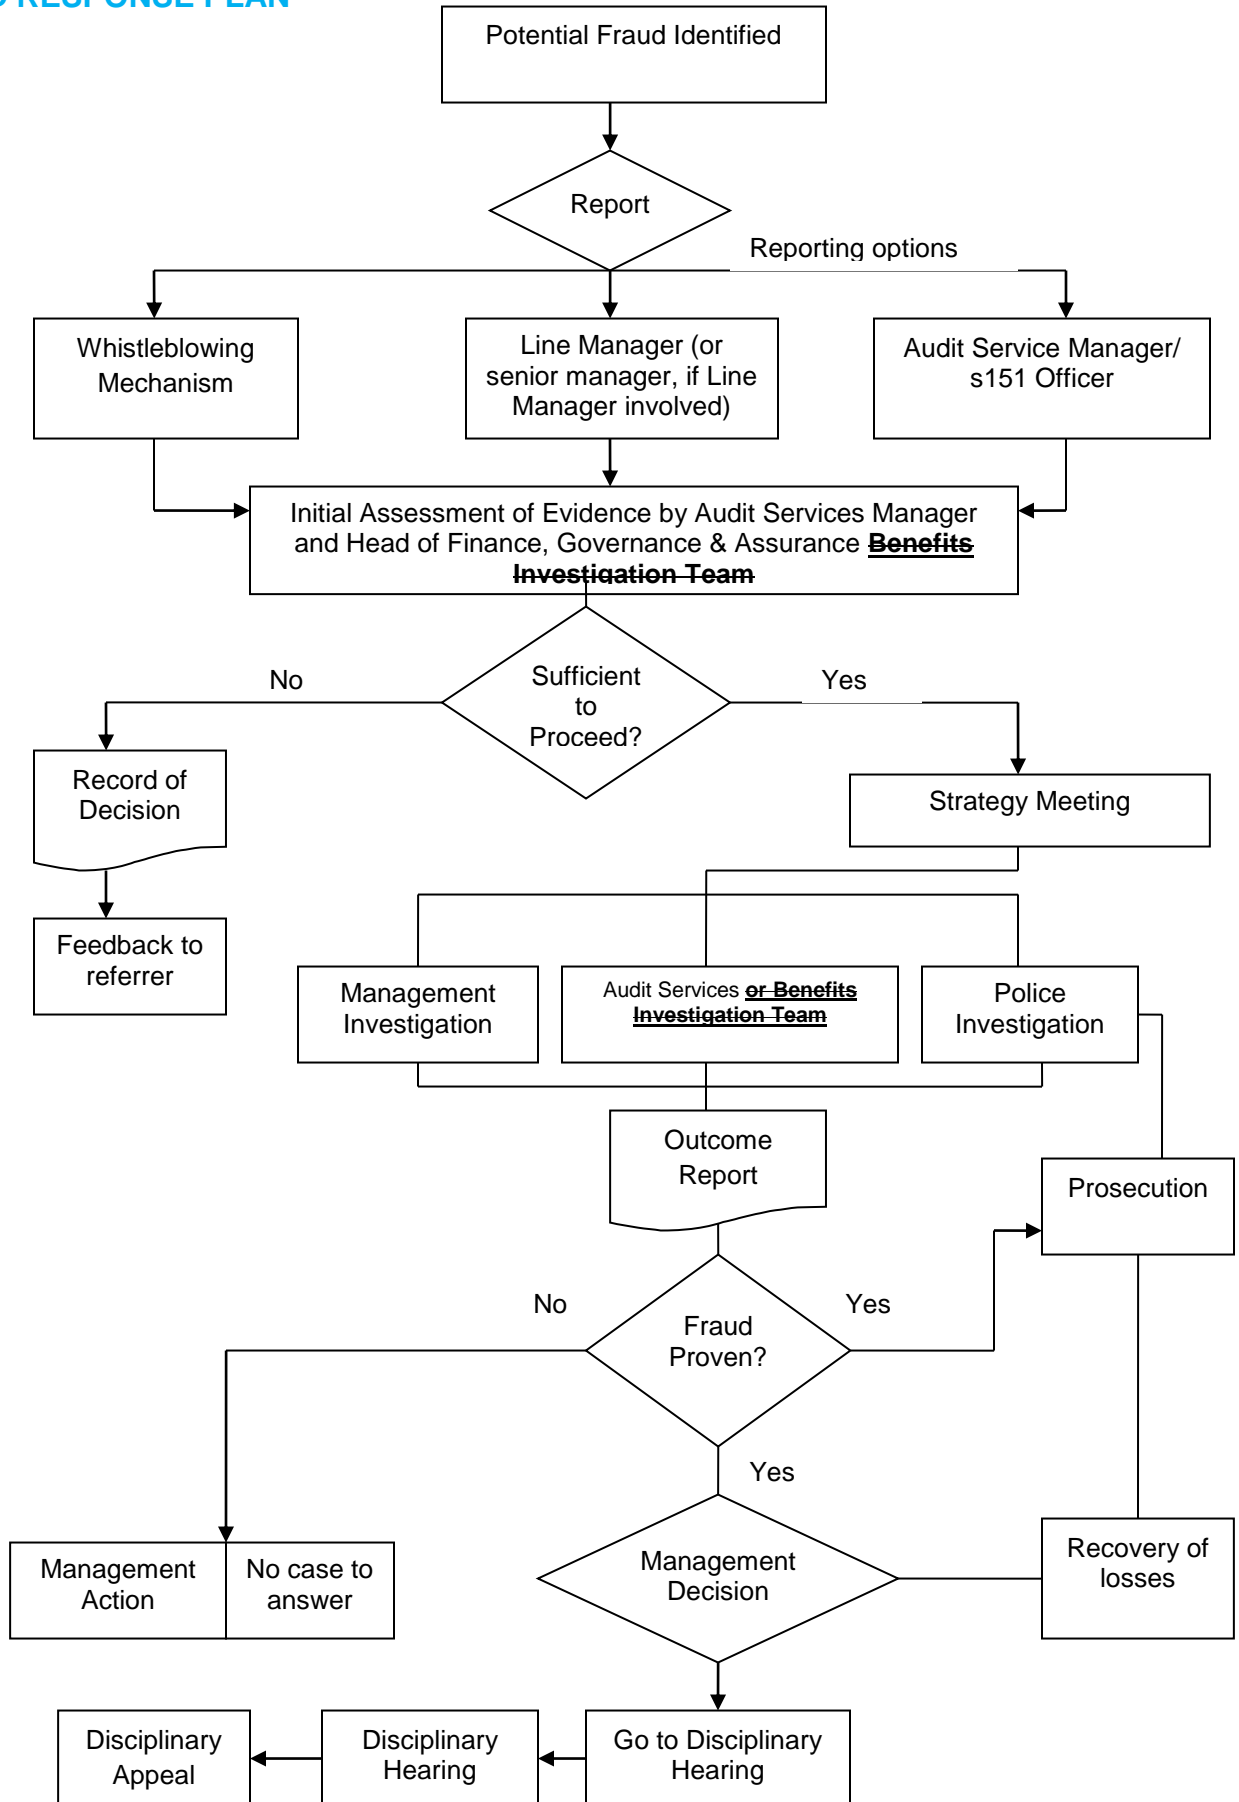 RESPONSE PLAN
Potential Fraud Identified
Report
Reporting options
Whistleblowing
Mechanism
Line Manager (or
senior manager, if Line
Manager involved)
Audit Service Manager/
s151 Officer
Initial Assessment of Evidence by Audit Services Manager
and Head of Finance, Governance & Assurance Benefits
Investigation Team
No
Sufficient
to
Proceed?
Yes
Record of
Decision
Strategy Meeting
Feedback to
referrer
Management
Investigation
Audit Services or Benefits
Investigation Team
Police
Investigation
Outcome
Report
Prosecution
No
Fraud
Proven?
Yes
Yes
Management
Action
No case to
answer
Management
Decision
Recovery of
losses
Disciplinary
Appeal
Disciplinary
Hearing
Go to Disciplinary
Hearing